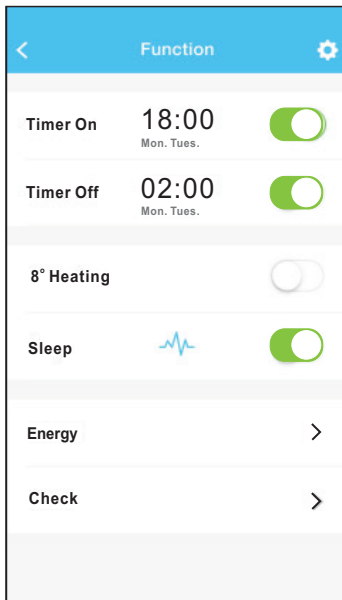 Function
Timer On 18:00
Mon. Tues.
Timer Off 02:00
Mon. Tues.
8° Heating
Sleep
Energy
Check